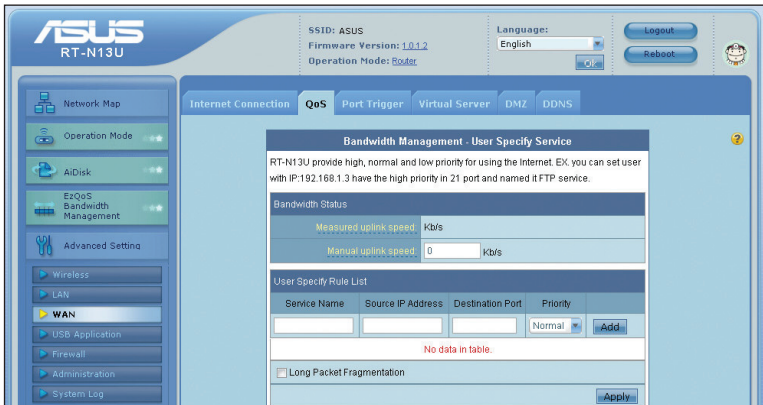 ASUS
RT-N13U
SSID: ASUS
Firmware Version: 1.0.1.2
Operation Mode: Router
Language:
English
OK
Logout
Reboot
Network Map
Operation Mode
AiDisk
EzQoS
Bandwidth
Management
Advanced Setting
Wireless
LAN
WAN
USB Application
Firewall
Administration
System Log
Internet Connection QoS Port Trigger Virtual Server DMZ DDNS
?
Bandwidth Management - User Specify Service
RT-N13U provide high, normal and low priority for using the Internet. EX. you can set user
with IP:192.168.1.3 have the high priority in 21 port and named it FTP service.
Bandwidth Status
Measured uplink speed: Kb/s
Manual uplink speed: 0 Kb/s
User Specify Rule List
Service Name Source IP Address Destination Port Priority
Normal Add
No data in table.
Long Packet Fragmentation
Apply